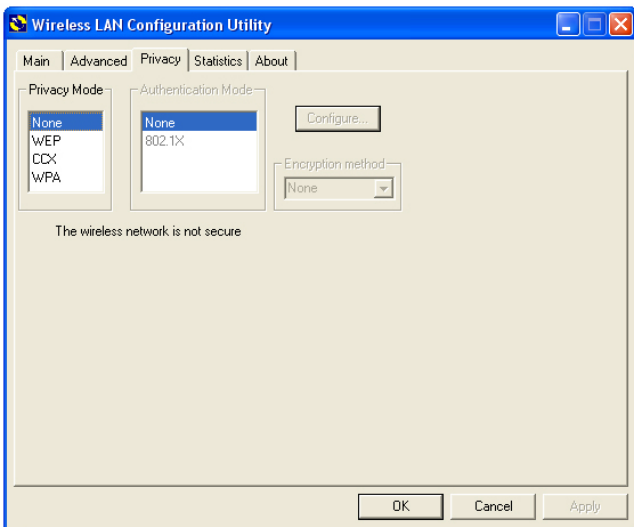 Wireless LAN Configuration Utility
Main Advanced Privacy Statistics About
Privacy Mode
None
WEP
CCX
WPA
Authentication Mode
None
802.1X
Configure...
Encryption method
None
The wireless network is not secure
OK Cancel Apply